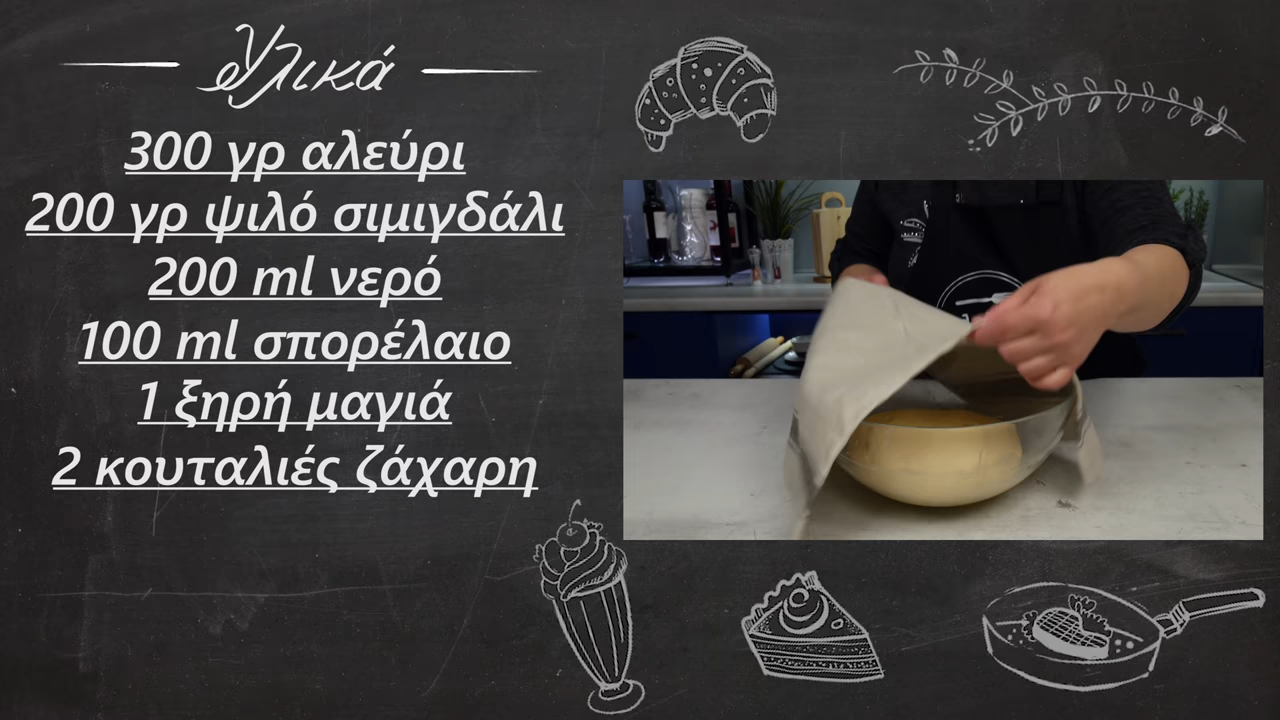 Υλικά
300 γρ αλεύρι
200 γρ ψιλό σιμιγδάλι
200 ml νερό
100 ml σπορέλαιο
1 ξηρή μαγιά
2 κουταλιές ζάχαρη